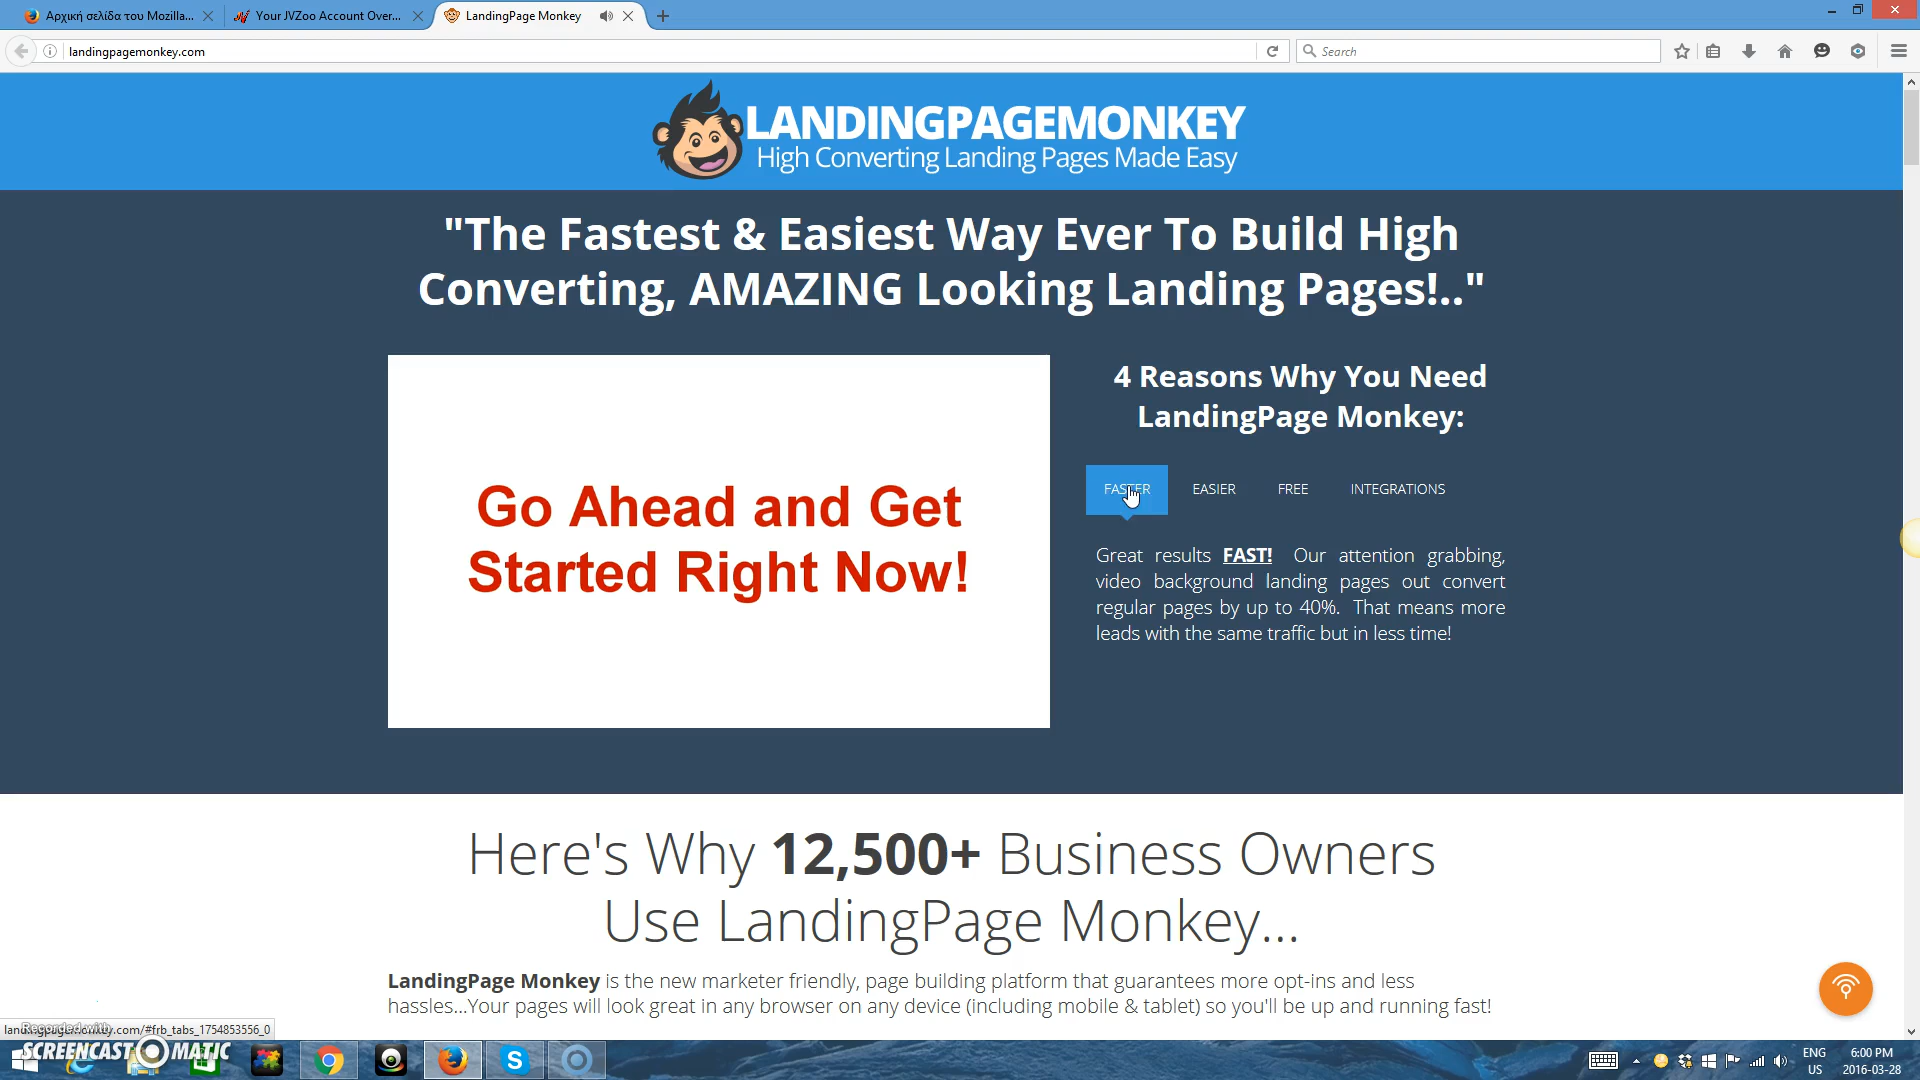 Αρχική σελίδα του Mozilla...
Your JVZoo Account Over...
LandingPage Monkey
landingpagemonkey.com
Search
LANDINGPAGEMONKEY
High Converting Landing Pages Made Easy
"The Fastest & Easiest Way Ever To Build High
Converting, AMAZING Looking Landing Pages!.."
Go Ahead and Get
Started Right Now!
4 Reasons Why You Need
LandingPage Monkey:
FASTER EASIER FREE INTEGRATIONS
Great results FAST! Our attention grabbing,
video background landing pages out convert
regular pages by up to 40%. That means more
leads with the same traffic but in less time!
Here's Why 12,500+ Business Owners
Use LandingPage Monkey...
LandingPage Monkey is the new marketer friendly, page building platform that guarantees more opt-ins and less
hassles...Your pages will look great in any browser on any device (including mobile & tablet) so you'll be up and running fast!
Recorded with
landingpagemonkey.com/#frb_tabs_1754853556_0
SCREENCAST MATIC
ENG
US
6:00 PM
2016-03-28